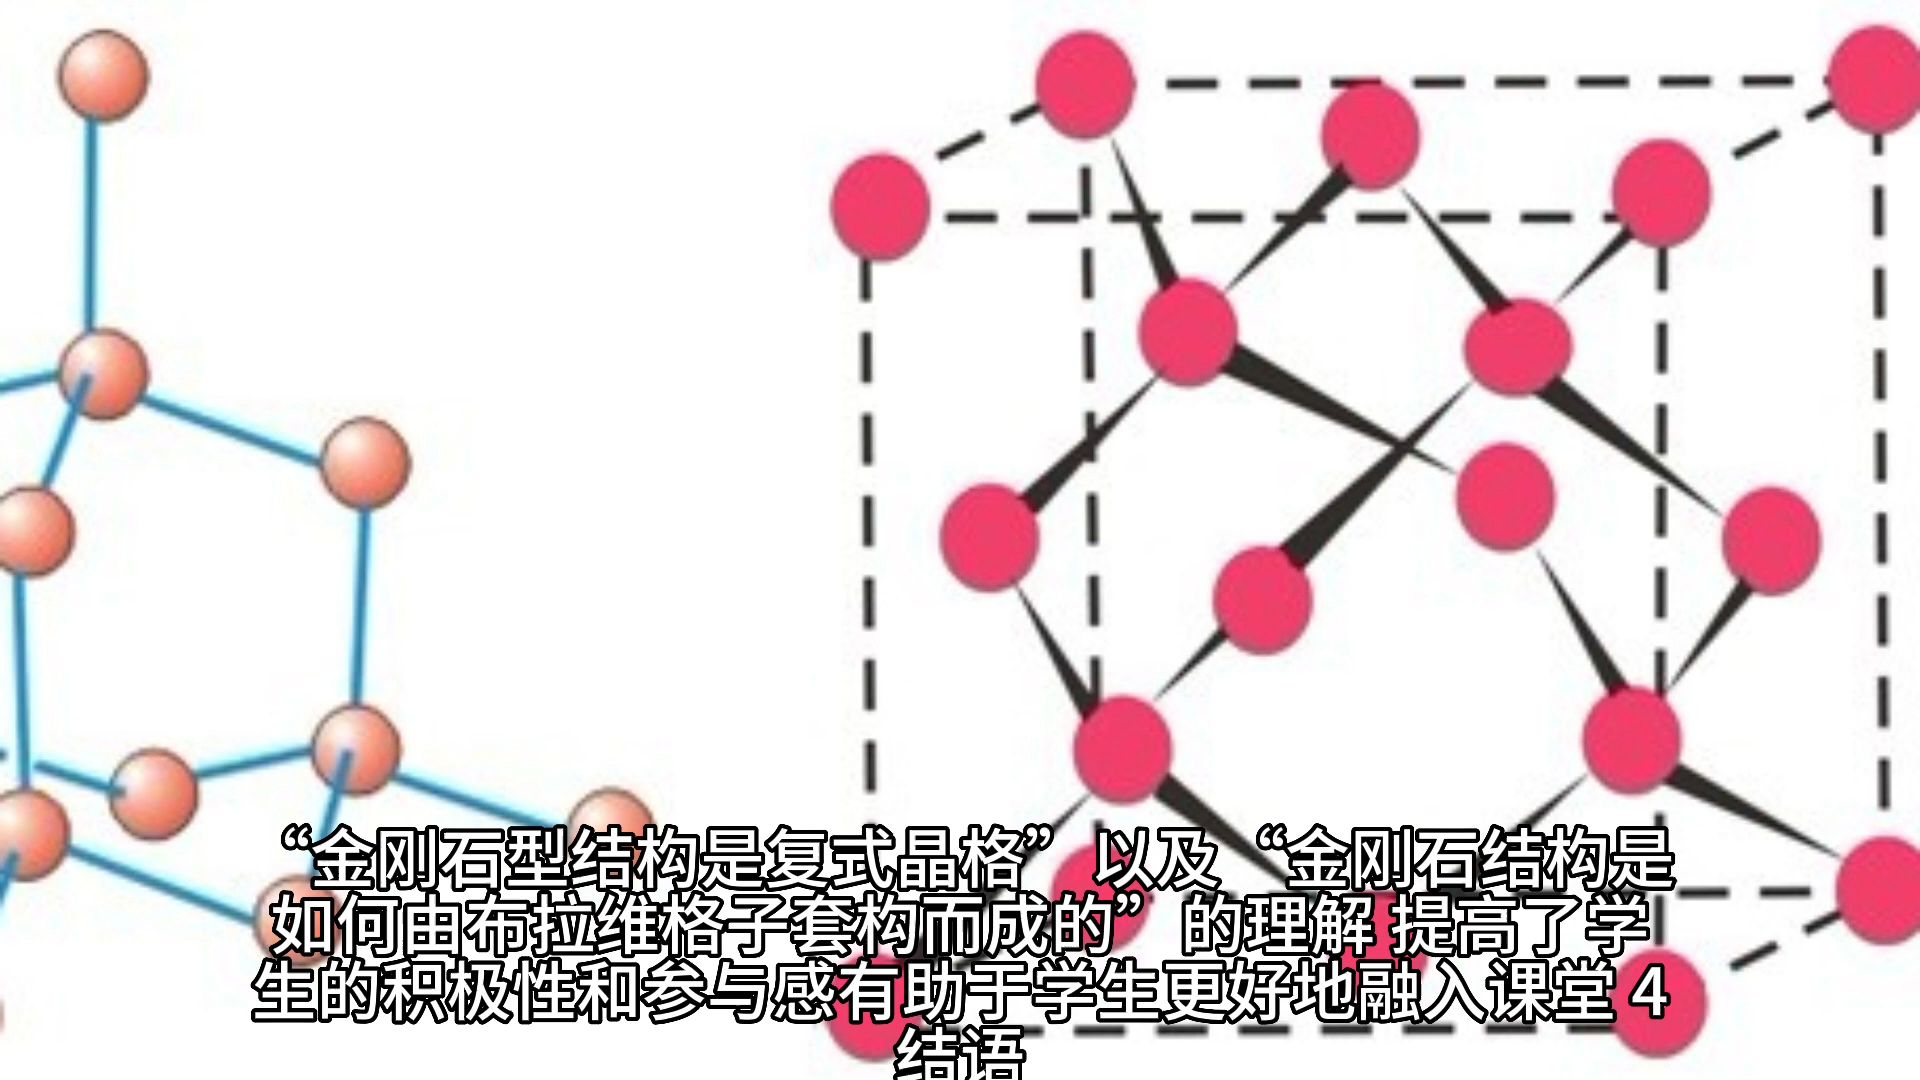 “金刚石型结构是复式晶格” 以及 “金刚石结构是
如何由布拉维格子套构而成的” 的理解 提高了学
生的积极性和参与感有助于学生更好地融入课堂 4
结语